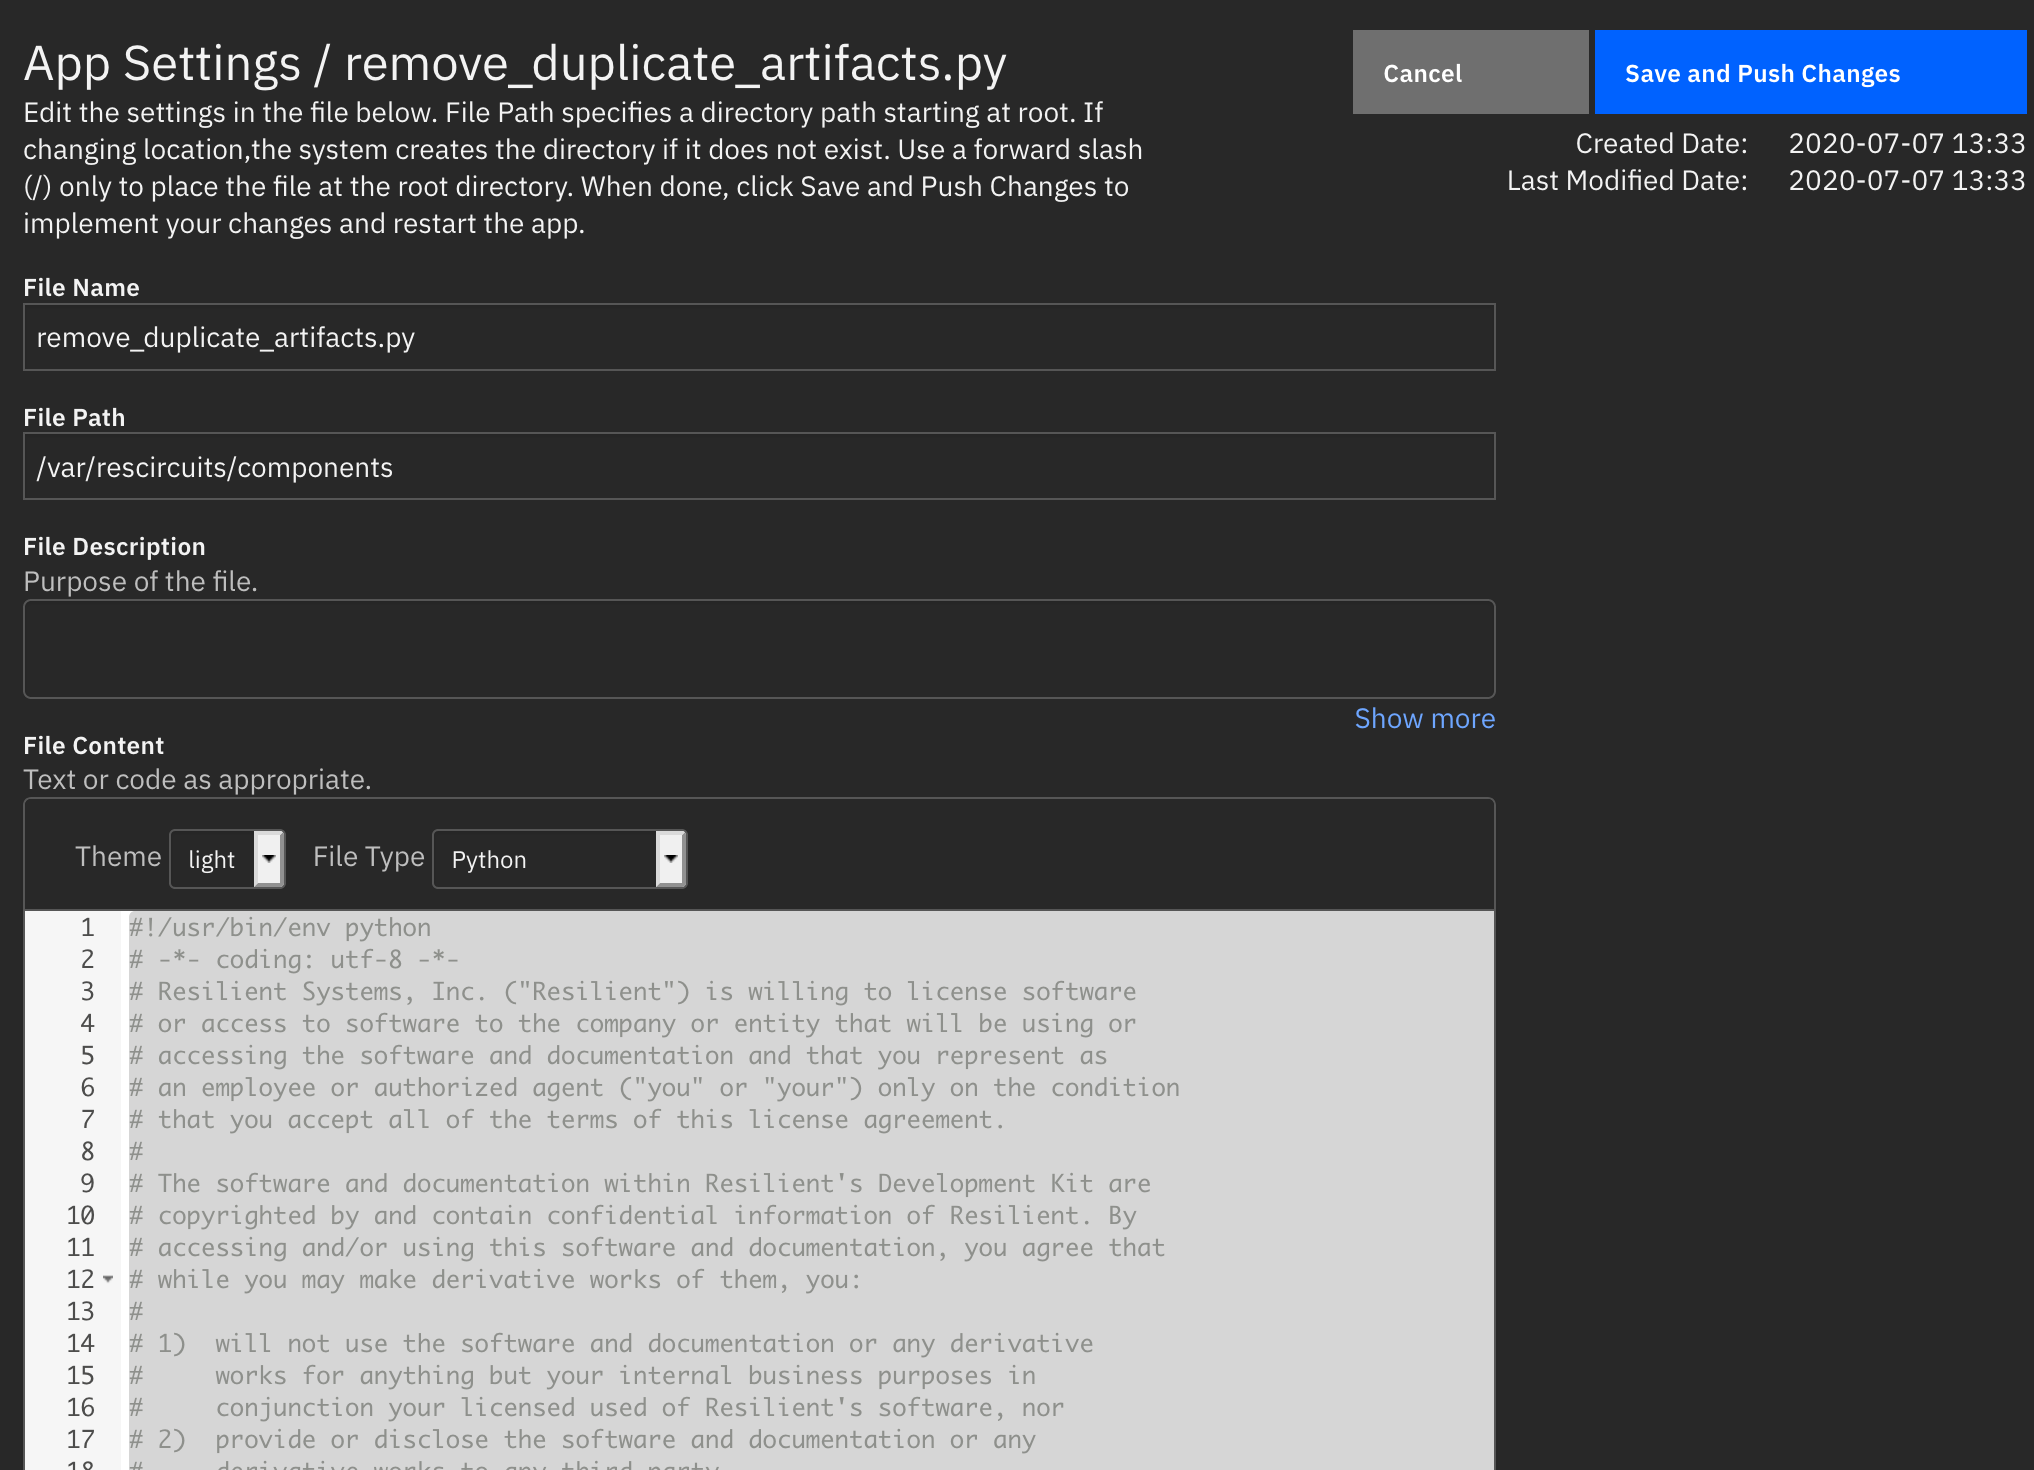 App Settings / remove_duplicate_artifacts.py
Edit the settings in the file below. File Path specifies a directory path starting at root. If
changing location,the system creates the directory if it does not exist. Use a forward slash
(/) only to place the file at the root directory. When done, click Save and Push Changes to
implement your changes and restart the app.
Cancel
Save and Push Changes
Created Date: 2020-07-07 13:33
Last Modified Date: 2020-07-07 13:33
File Name
remove_duplicate_artifacts.py
File Path
/var/rescircuits/components
File Description
Purpose of the file.
Show more
File Content
Text or code as appropriate.
Theme light File Type Python
1 #!/usr/bin/env python
2 # -*- coding: utf-8 -*-
3 # Resilient Systems, Inc. ("Resilient") is willing to license software
4 # or access to software to the company or entity that will be using or
5 # accessing the software and documentation and that you represent as
6 # an employee or authorized agent ("you" or "your") only on the condition
7 # that you accept all of the terms of this license agreement.
8 #
9 # The software and documentation within Resilient's Development Kit are
10 # copyrighted by and contain confidential information of Resilient. By
11 # accessing and/or using this software and documentation, you agree that
12 # while you may make derivative works of them, you:
13 #
14 # 1)  will not use the software and documentation or any derivative
15 #     works for anything but your internal business purposes in
16 #     conjunction your licensed used of Resilient's software, nor
17 # 2)  provide or disclose the software and documentation or any
18 #     derivative works to any third party